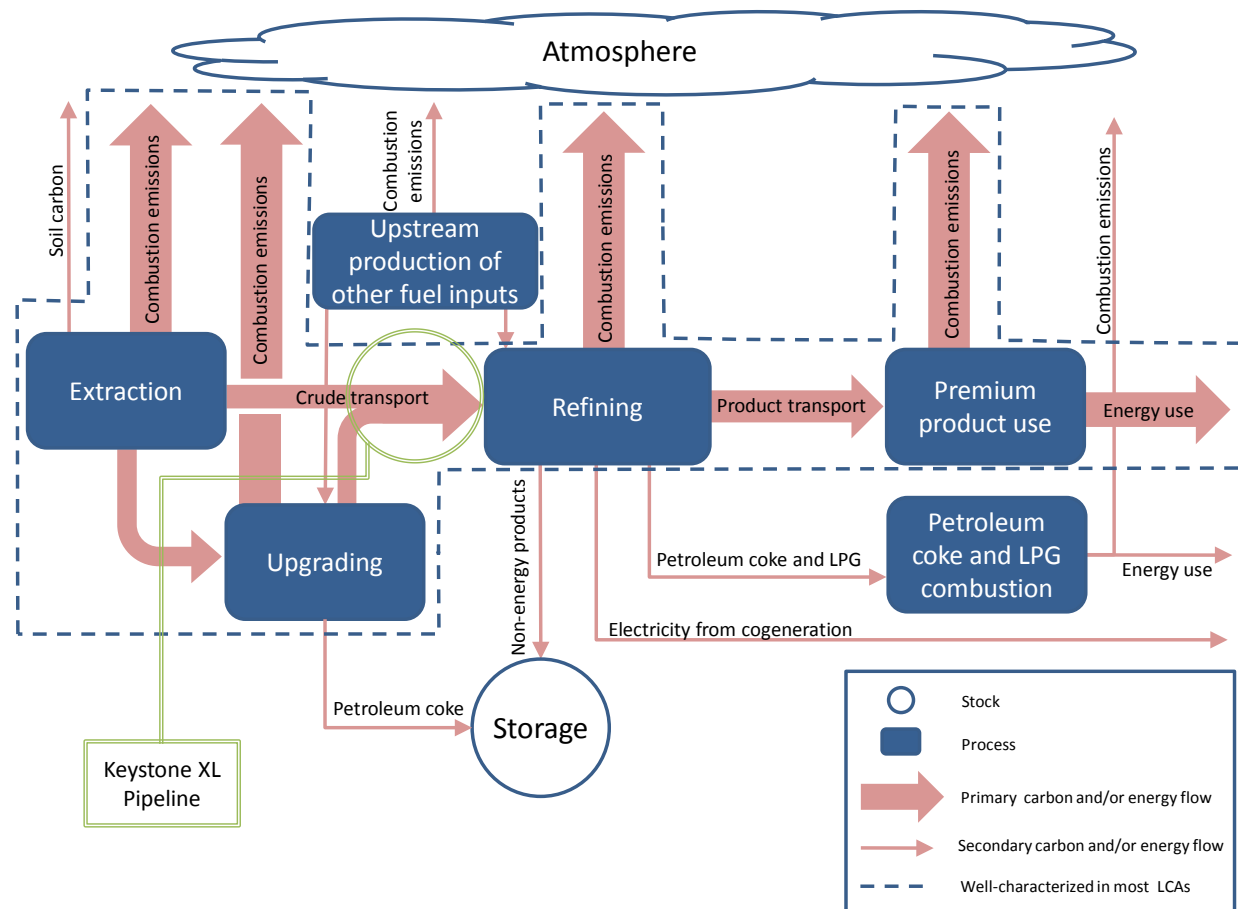 Atmosphere
Soil carbon
Combustion emissions
Combustion emissions
Combustion
emissions
Combustion emissions
Combustion emissions
Combustion emissions
Upstream
production of
other fuel inputs
Extraction
Crude transport
Refining
Product transport
Premium
product use
Energy use
Upgrading
Non-energy products
Petroleum coke and LPG
Petroleum
coke and LPG
combustion
Energy use
Electricity from cogeneration
Petroleum coke
Storage
Keystone XL
Pipeline
Stock
Process
Primary carbon and/or energy flow
Secondary carbon and/or energy flow
Well-characterized in most LCAs